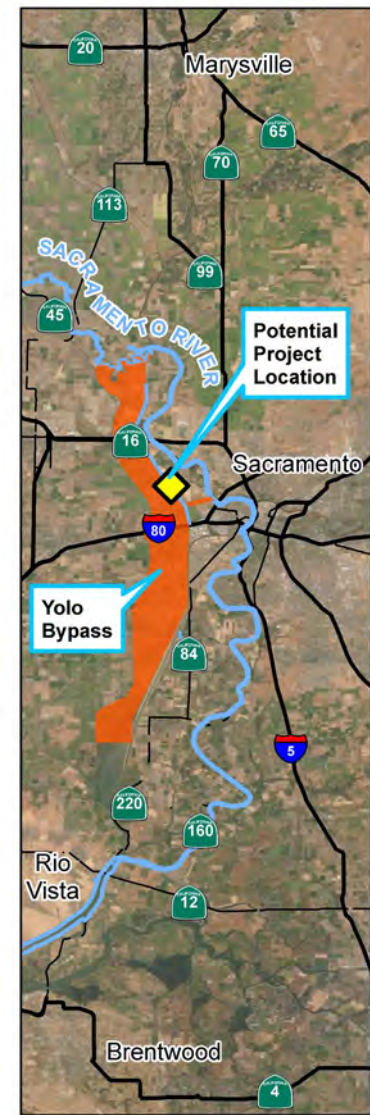 20
Marysville
65
70
113
99
SACRAMENTO RIVER
45
Potential
Project
Location
16
Sacramento
80
Yolo
Bypass
84
5
220
160
Rio
Vista
12
Brentwood
4